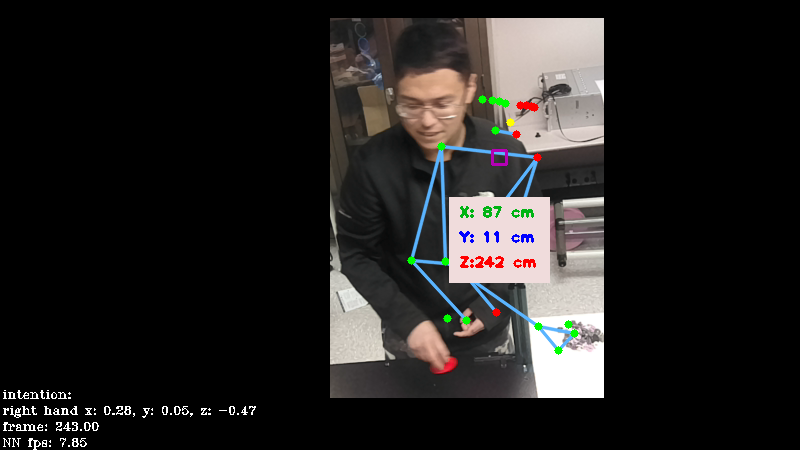 X: 87 cm
Y: 11 cm
Z:242 cm
intention:
right hand x: 0.28, y: 0.05, z: −0.47
frame: 243.00
NN fps: 7.85